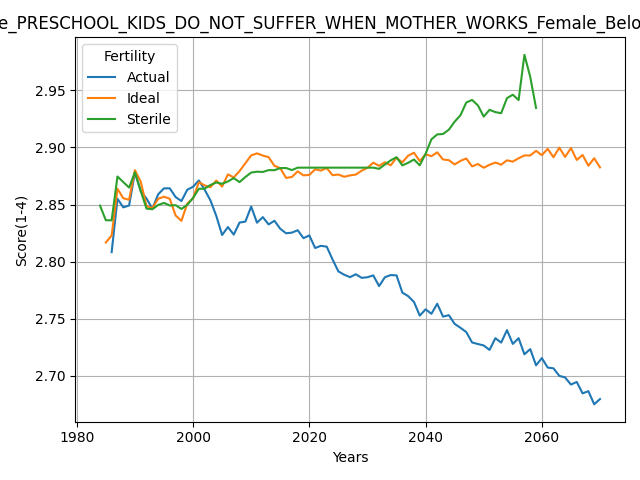 PRESCHOOL_KIDS_DO_NOT_SUFFER_WHEN_MOTHER_WORKS_Female
Fertility
Actual
Ideal
Sterile
2.95
2.90
2.85
2.80
2.75
2.70
Score(1-4)
1980 2000 2020 2040 2060
Years